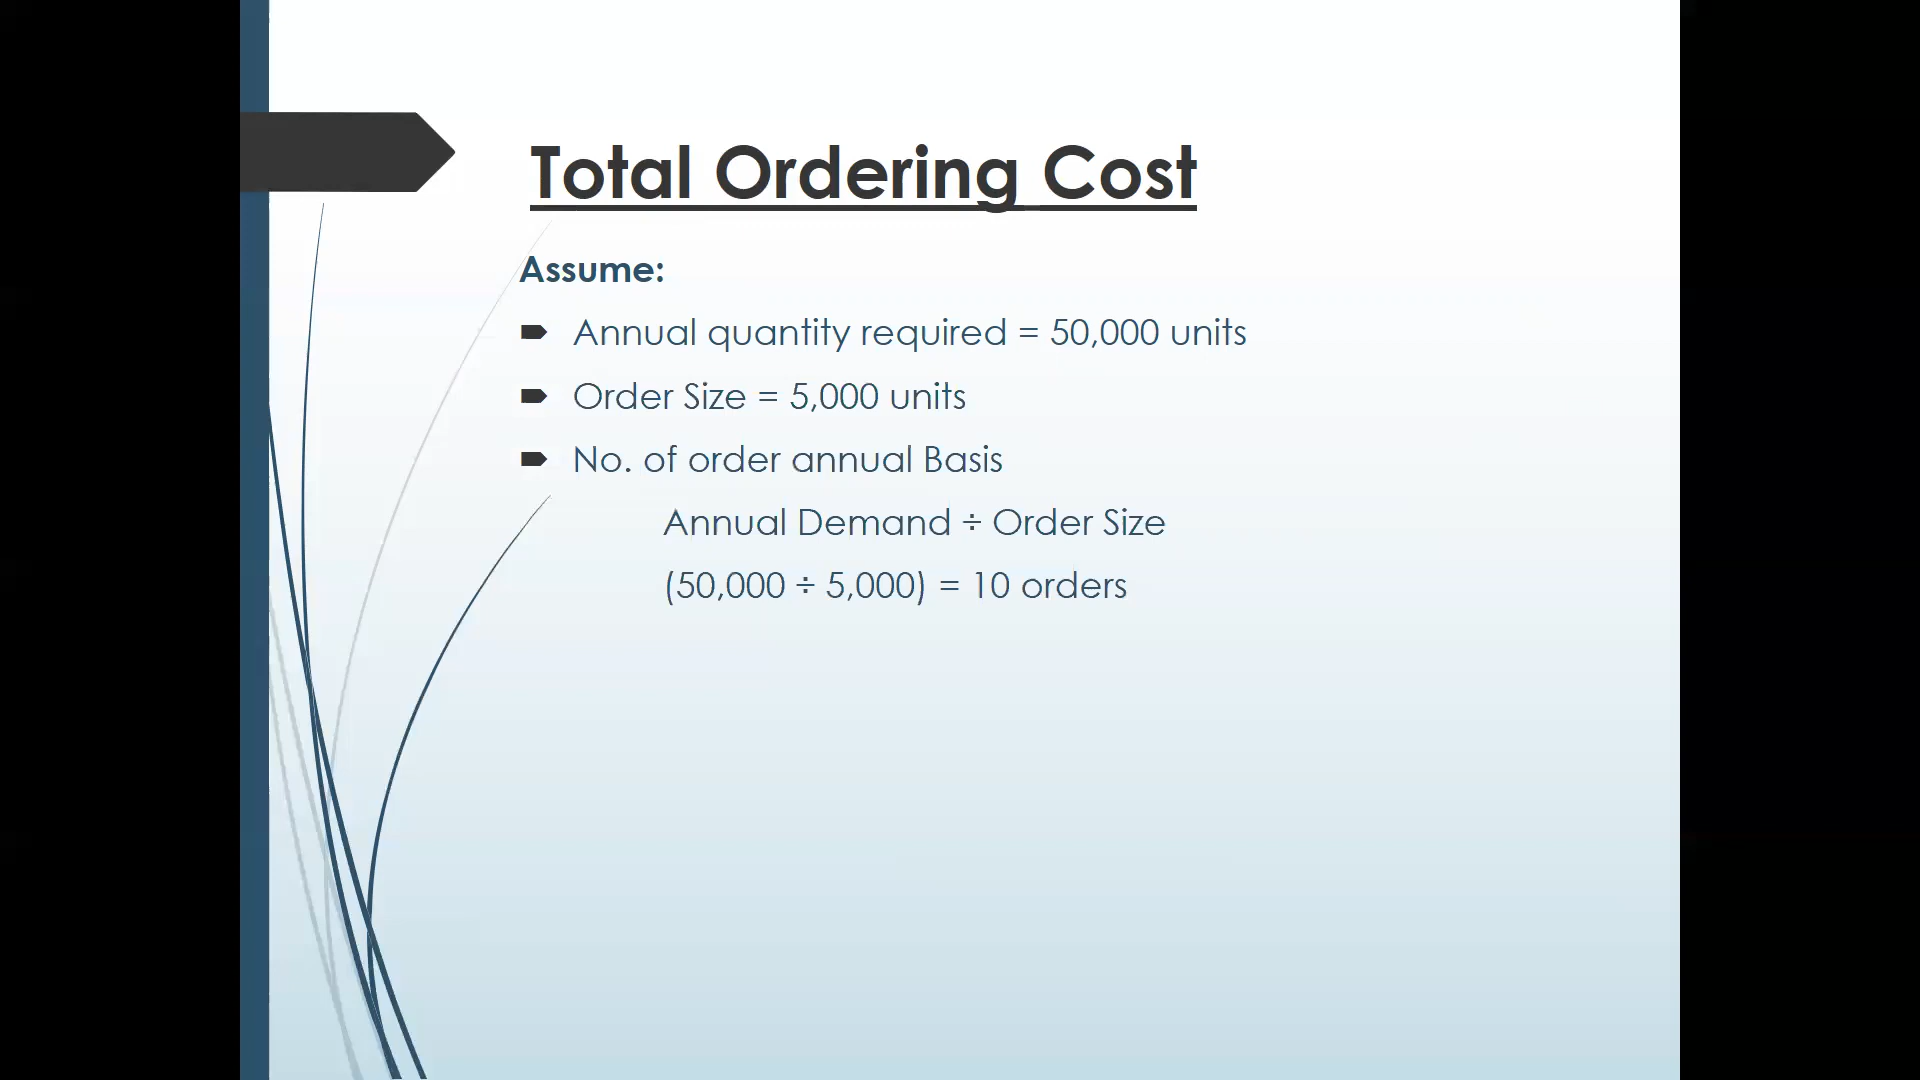 Total Ordering Cost
Assume:
Annual quantity required = 50,000 units
Order Size = 5,000 units
No. of order annual Basis
Annual Demand ÷ Order Size
(50,000 ÷ 5,000) = 10 orders